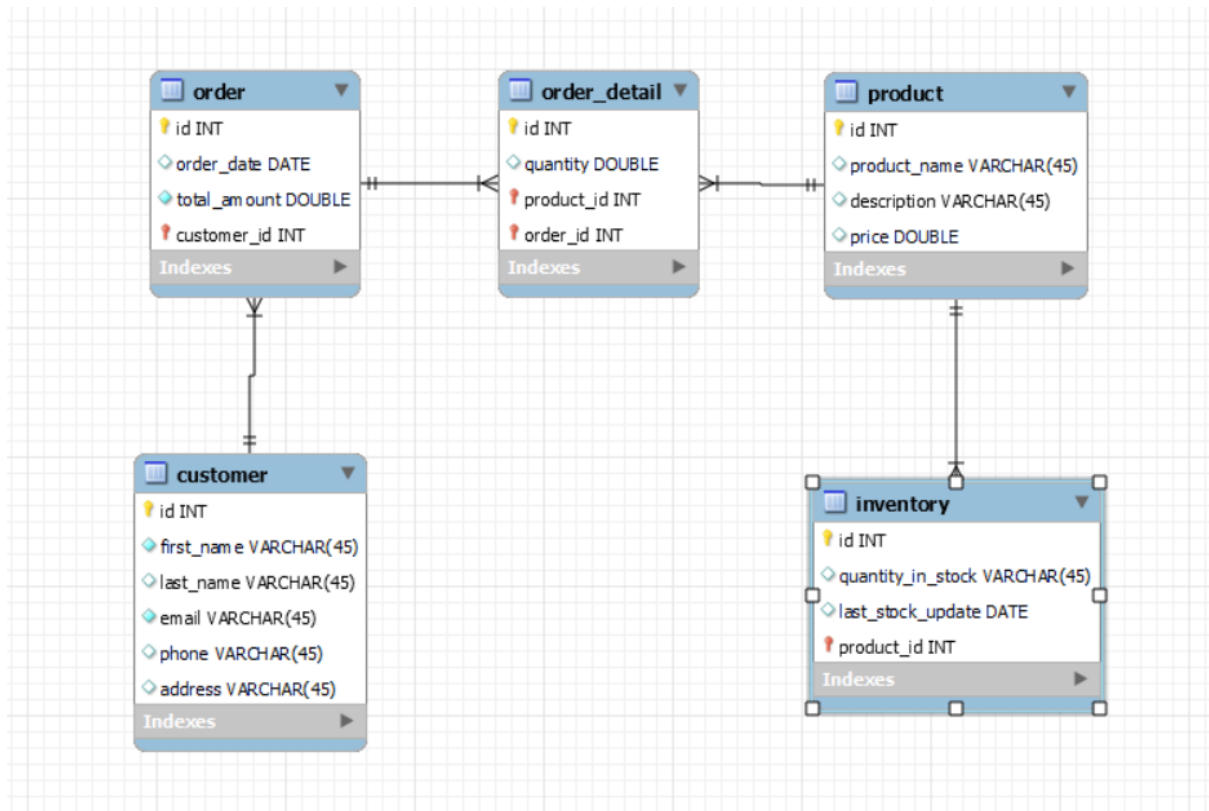 order
id INT
order_date DATE
total_amount DOUBLE
customer_id INT
Indexes
order_detail
id INT
quantity DOUBLE
product_id INT
order_id INT
Indexes
product
id INT
product_name VARCHAR(45)
description VARCHAR(45)
price DOUBLE
Indexes
customer
id INT
first_name VARCHAR(45)
last_name VARCHAR(45)
email VARCHAR(45)
phone VARCHAR(45)
address VARCHAR(45)
Indexes
inventory
id INT
quantity_in_stock VARCHAR(45)
last_stock_update DATE
product_id INT
Indexes